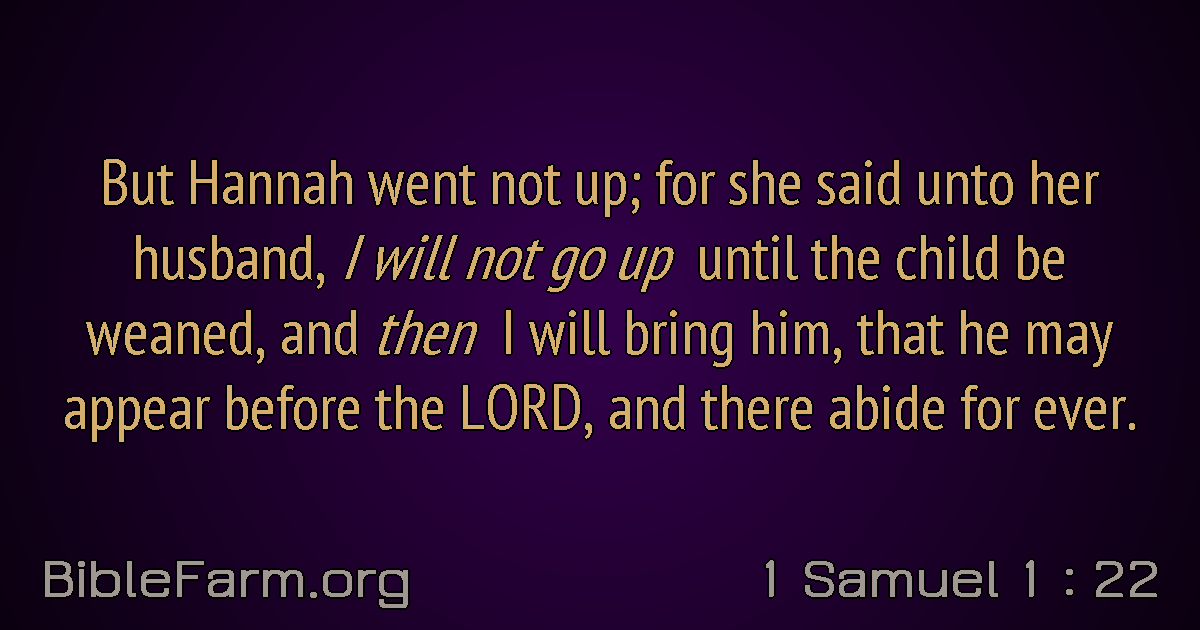 But Hannah went not up; for she said unto her
husband, I will not go up until the child be
weaned, and then I will bring him, that he may
appear before the LORD, and there abide for ever.
BibleFarm.org
1 Samuel 1 : 22